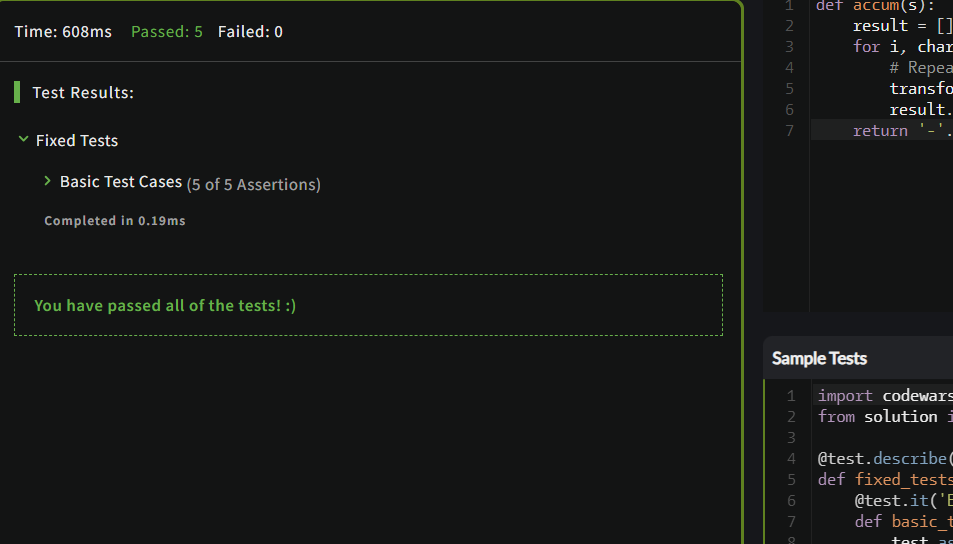 Time: 608ms Passed: 5 Failed: 0
Test Results:
Fixed Tests
Basic Test Cases (5 of 5 Assertions)
Completed in 0.19ms
You have passed all of the tests! :)
1 def accum(s):
2 result = []
3 for i, char
4 # Repea
5 transfo
6 result.
7 return '-'.
Sample Tests
1 import codewars
2 from solution i
3
4 @test.describe(
5 def fixed_tests
6 @test.it('B
7 def basic_t
8 test.as